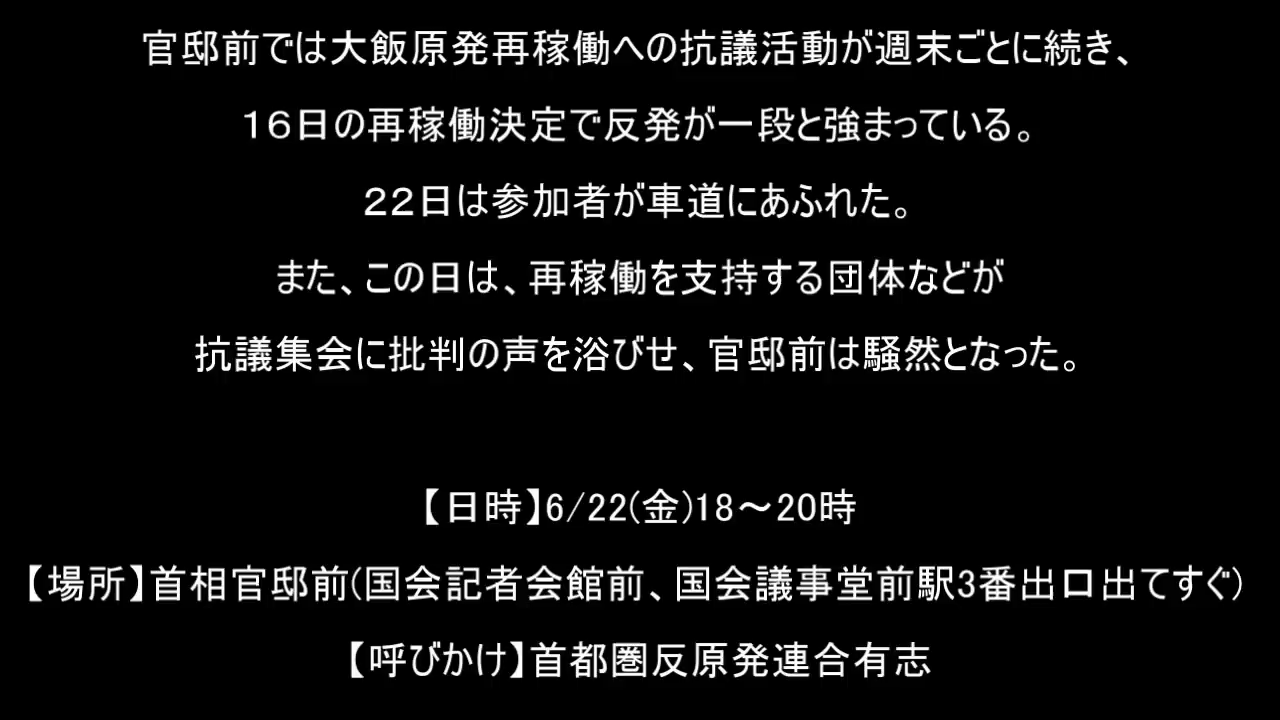 官邸前では大飯原発再稼働への抗議活動が週末ごとに続き、
１６日の再稼働決定で反発が一段と強まっている。
２２日は参加者が車道にあふれた。
また、この日は、再稼働を支持する団体などが
抗議集会に批判の声を浴びせ、官邸前は騒然となった。
【日時】6/22(金)18～20時
【場所】首相官邸前(国会記者会館前、国会議事堂前駅3番出口出てすぐ)
【呼びかけ】首都圏反原発連合有志